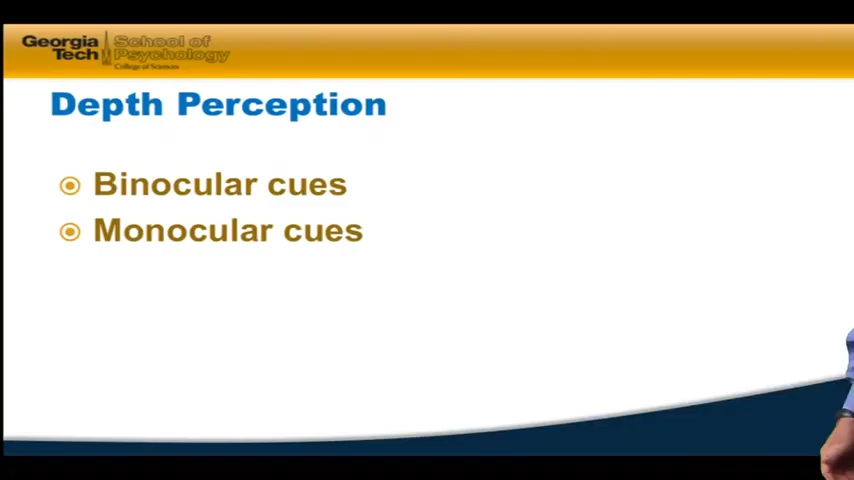 Georgia Tech
School of Psychology
College of Sciences
Depth Perception
Binocular cues
Monocular cues